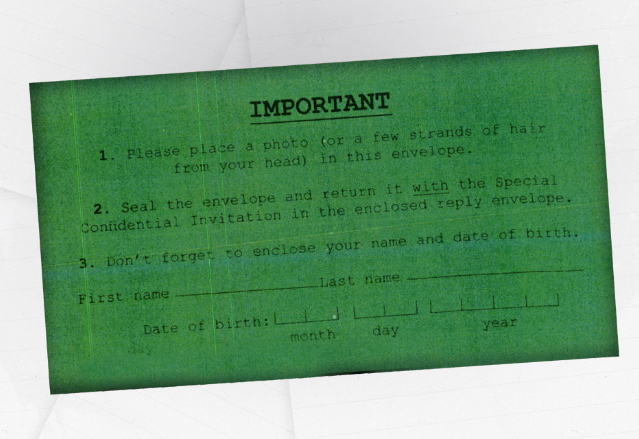 IMPORTANT
1. Please place a photo (or a few strands of hair
from your head) in this envelope.
2. Seal the envelope and return it with the Special
Confidential Invitation in the enclosed reply envelope.
3. Don't forget to enclose your name and date of birth.
First name Last name
Date of birth:
month day year